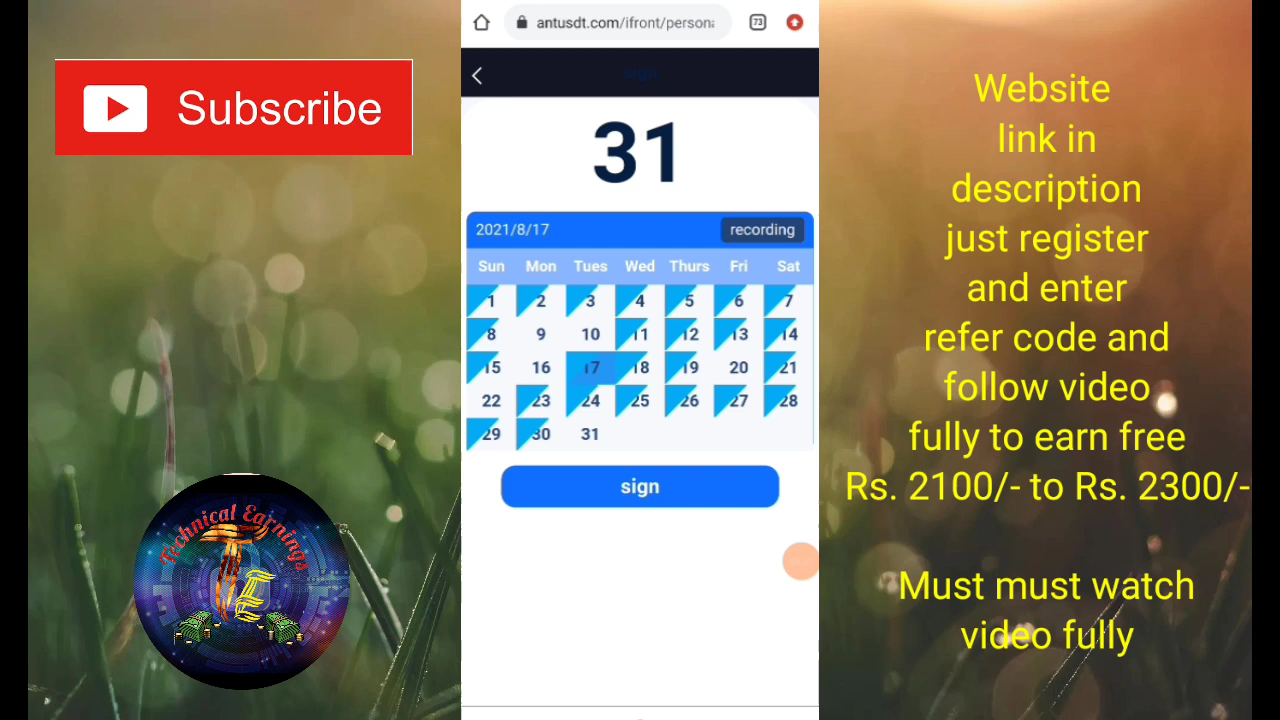 Subscribe
Technical Earnings
TE
antusdt.com/ifront/person
73
sign
31
2021/8/17
recording
Sun Mon Tues Wed Thurs Fri Sat
1 2 3 4 5 6 7
8 9 10 11 12 13 14
15 16 17 18 19 20 21
22 23 24 25 26 27 28
29 30 31
sign
Website
link in
description
just register
and enter
refer code and
follow video
fully to earn free
Rs. 2100/- to Rs. 2300/-
Must must watch
video fully